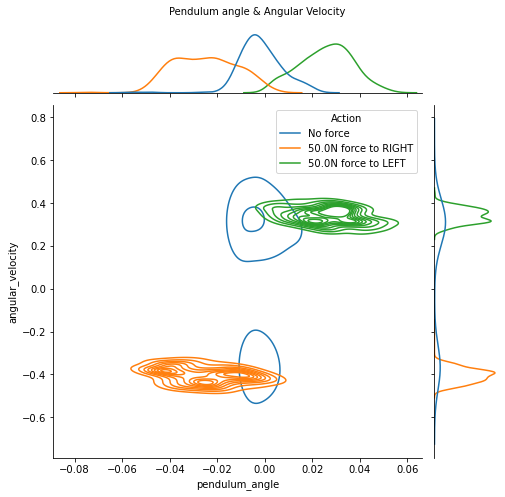 Pendulum angle & Angular Velocity
Action
No force
50.0N force to RIGHT
50.0N force to LEFT
0.8
0.6
0.4
0.2
0.0
−0.2
−0.4
−0.6
angular_velocity
−0.08 −0.06 −0.04 −0.02 0.00 0.02 0.04 0.06
pendulum_angle